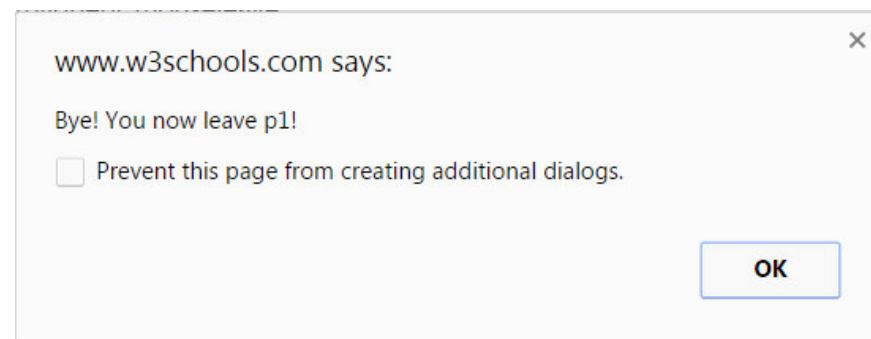 www.w3schools.com says:
Bye! You now leave p1!
Prevent this page from creating additional dialogs.
OK